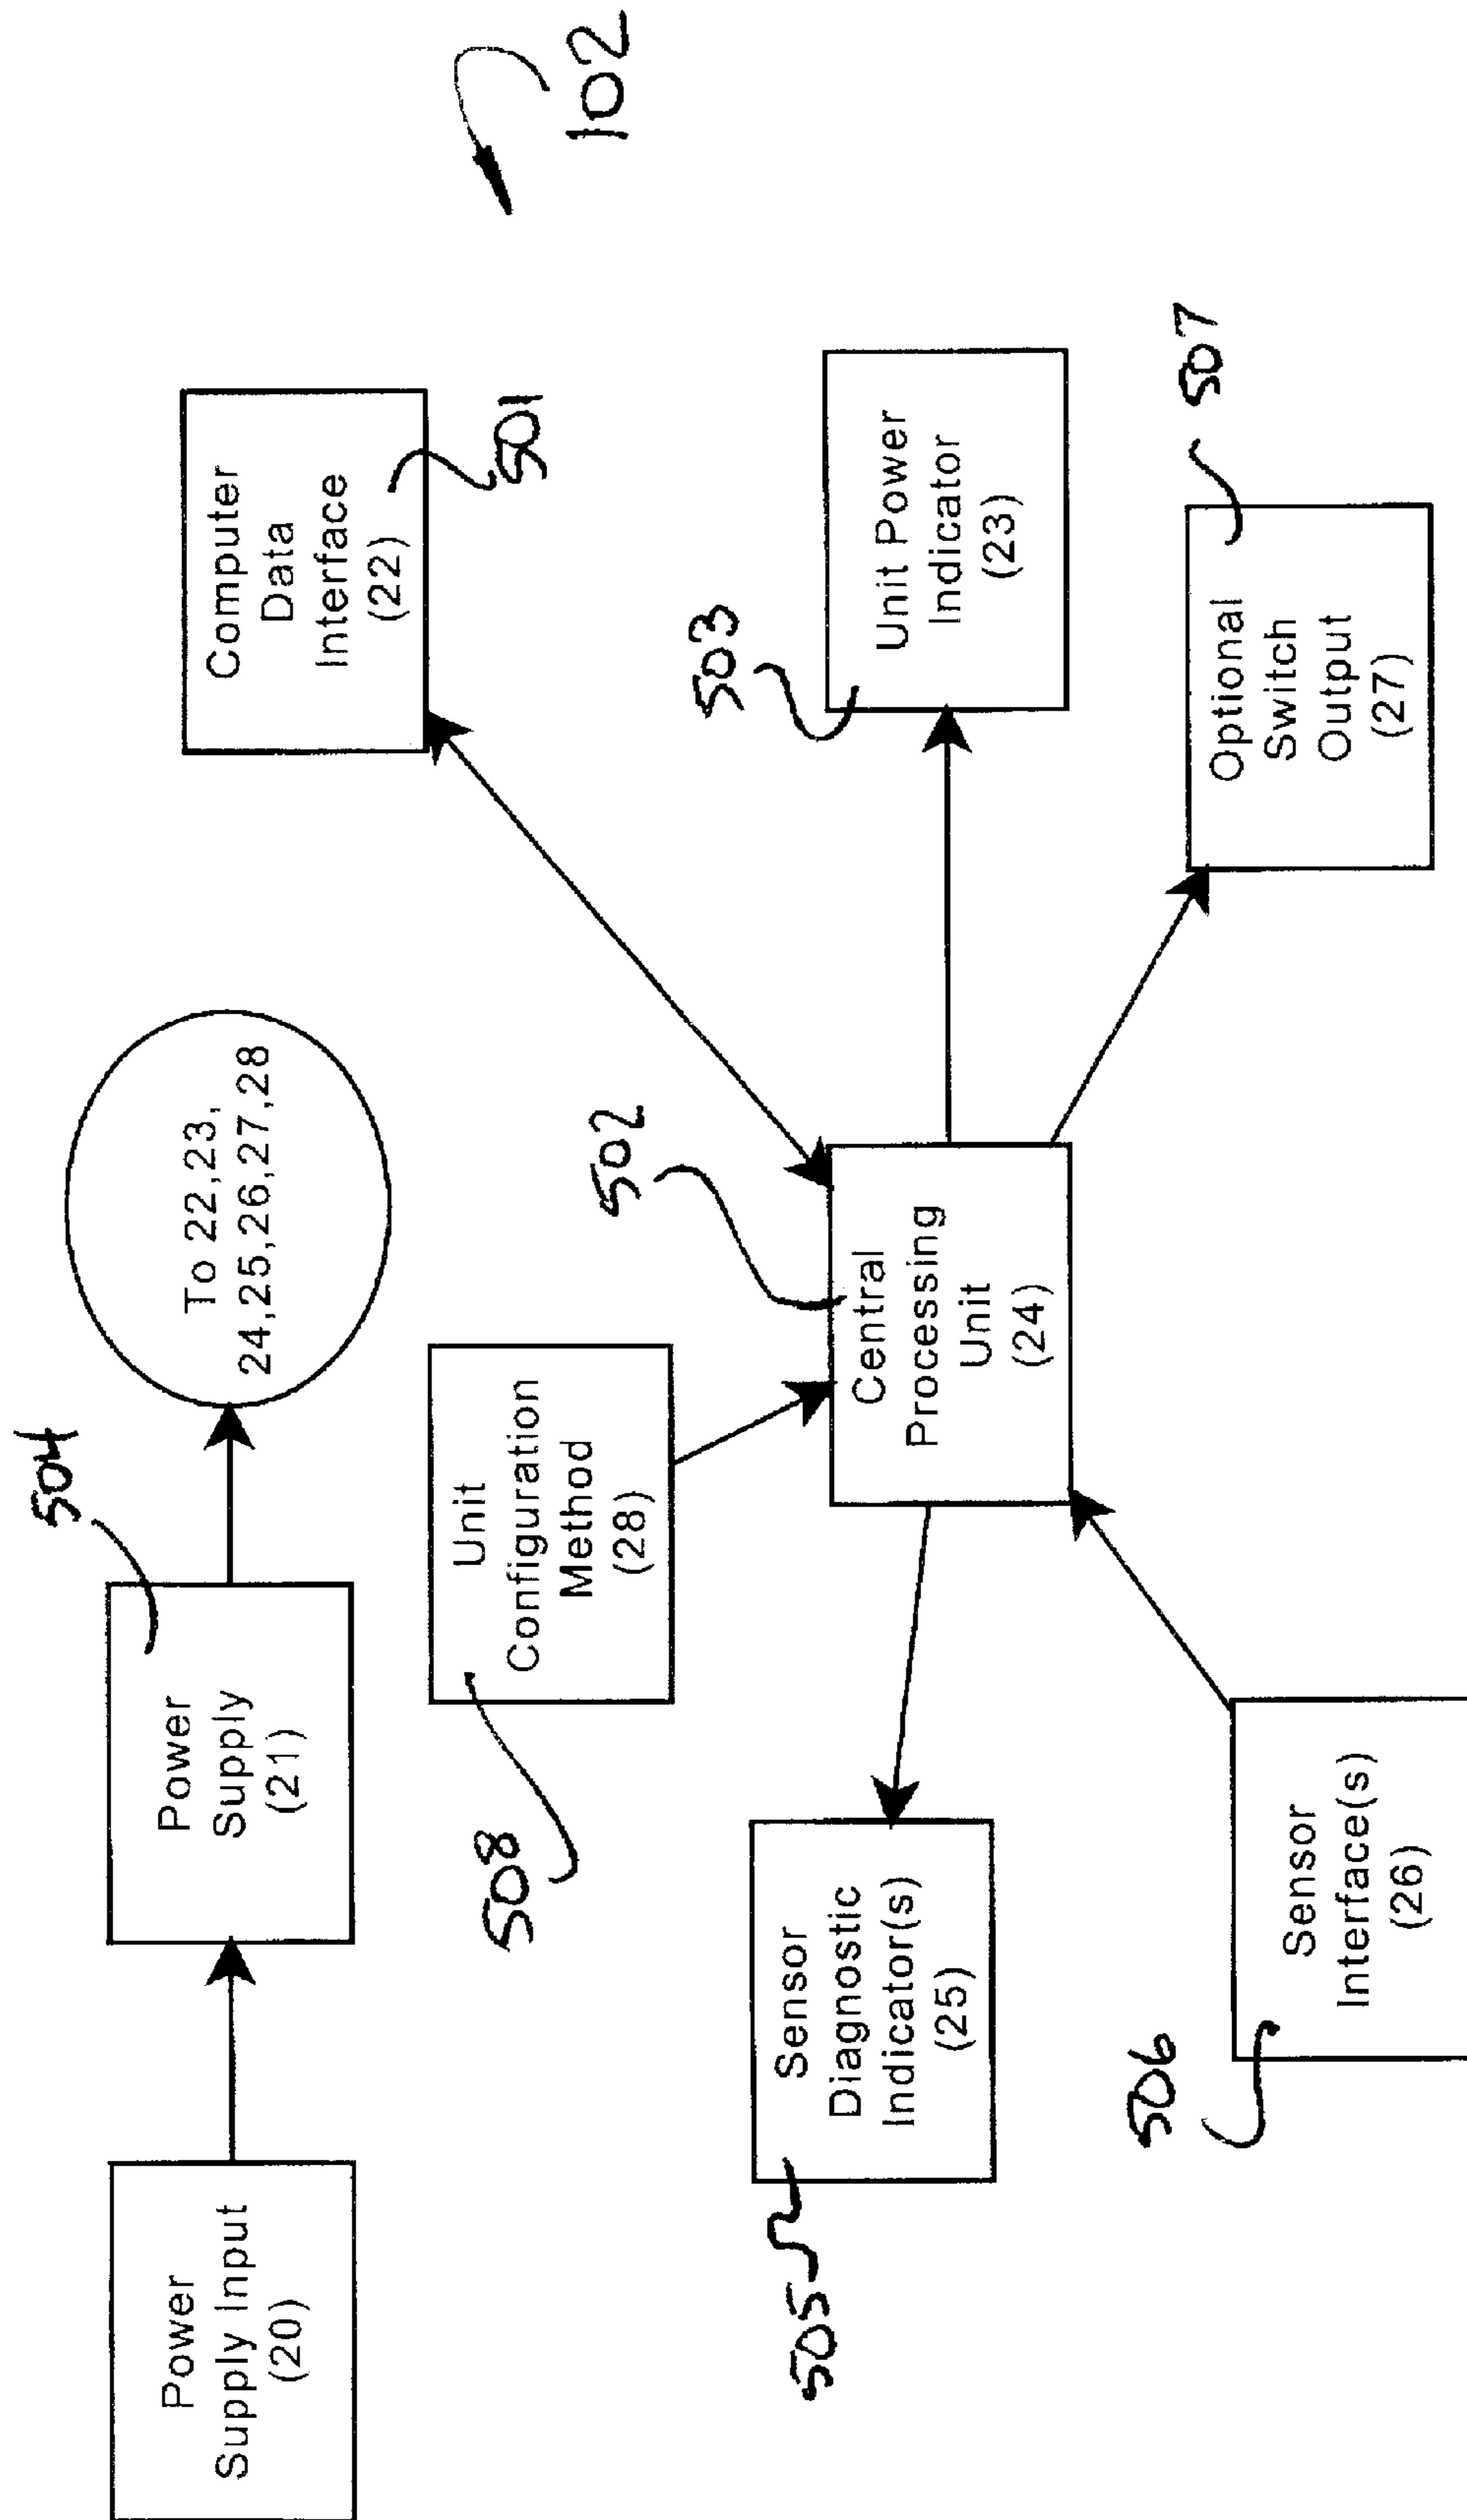 Power
Supply Input
(20)
Power
Supply
(21)
504
To 22,23,
24,25,26,27,28
Computer
Data
Interface
(22)
501
102
Unit
Configuration
Method
(28)
508
502
503
Sensor
Diagnostic
Indicator(s)
(25)
505
Central
Processing
Unit
(24)
Unit Power
Indicator
(23)
506
Sensor
Interface(s)
(26)
Optional
Switch
Output
(27)
507